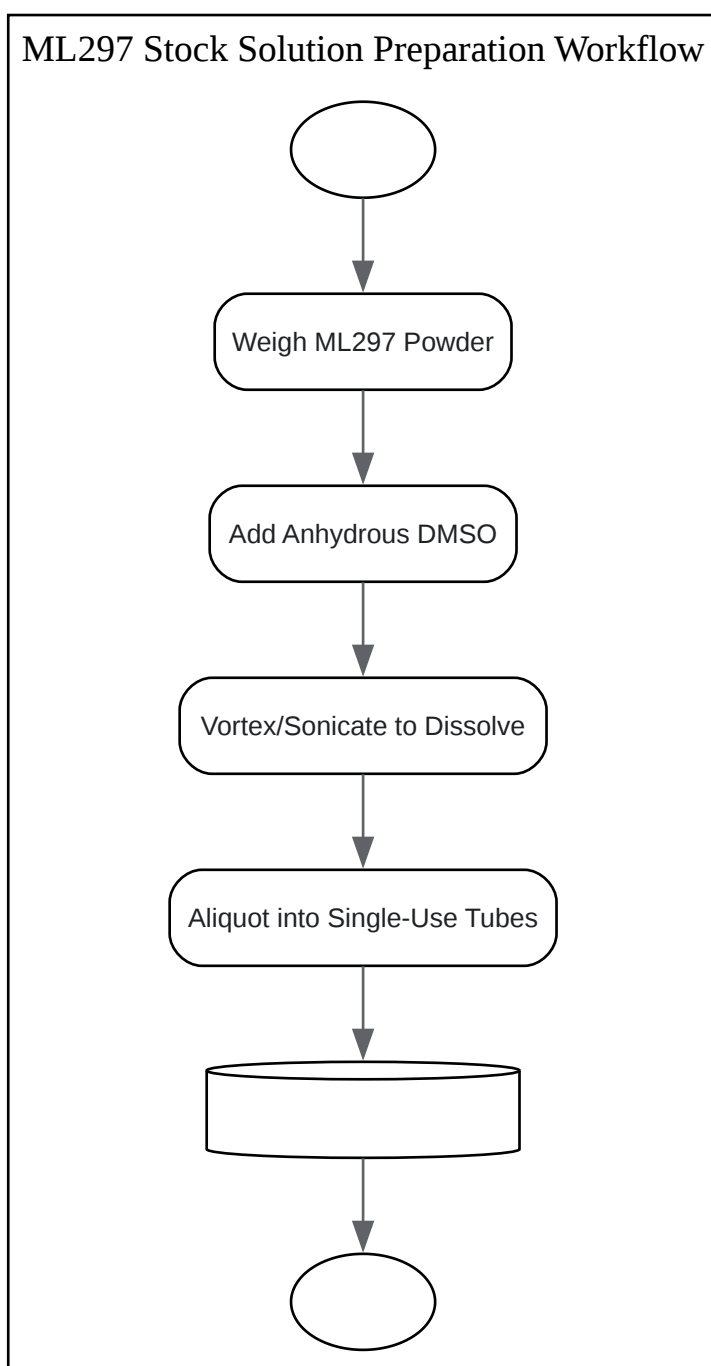 ML297 Stock Solution Preparation Workflow
Weigh ML297 Powder
Add Anhydrous DMSO
Vortex/Sonicate to Dissolve
Aliquot into Single-Use Tubes